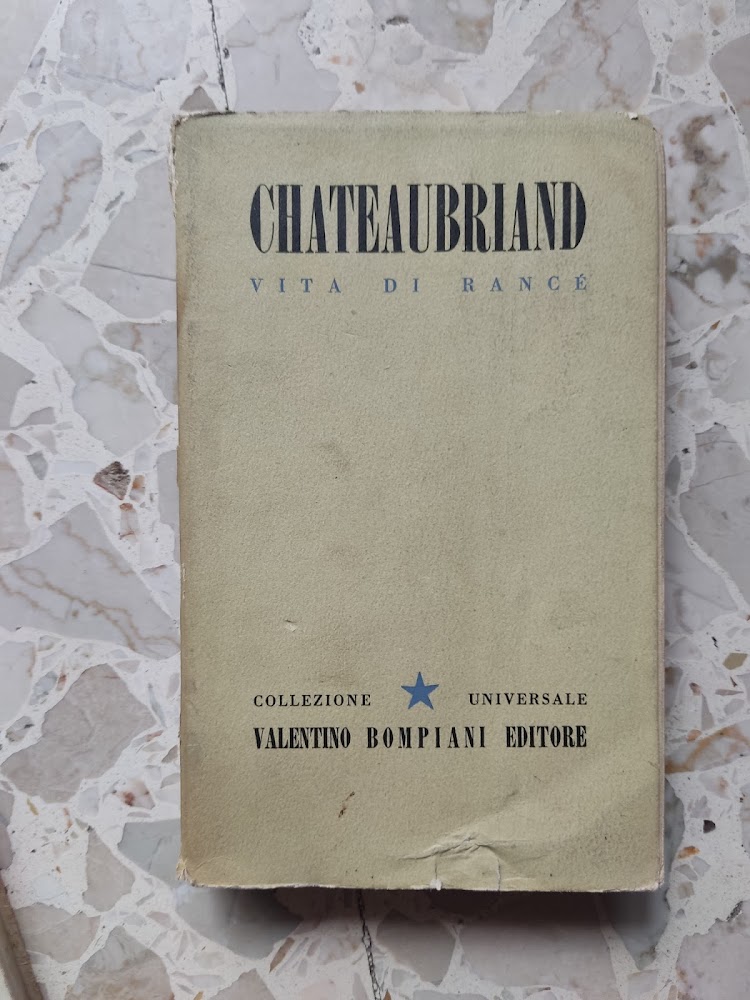 CHATEAUBRIAND
VITA DI RANCÉ
COLLEZIONE UNIVERSALE
VALENTINO BOMPIANI EDITORE